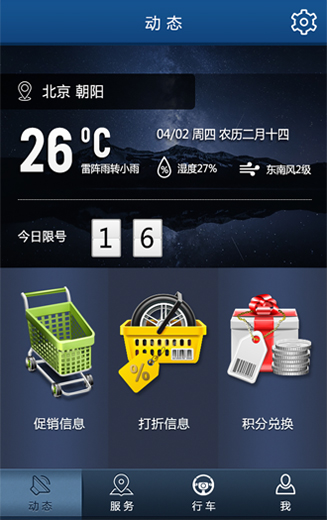 动态
北京 朝阳
26℃
04/02 周四 农历二月十四
雷阵雨转小雨
% 湿度27%
东南风2级
今日限号 1 6
%
促销信息 打折信息 积分兑换
动态 服务 行车 我